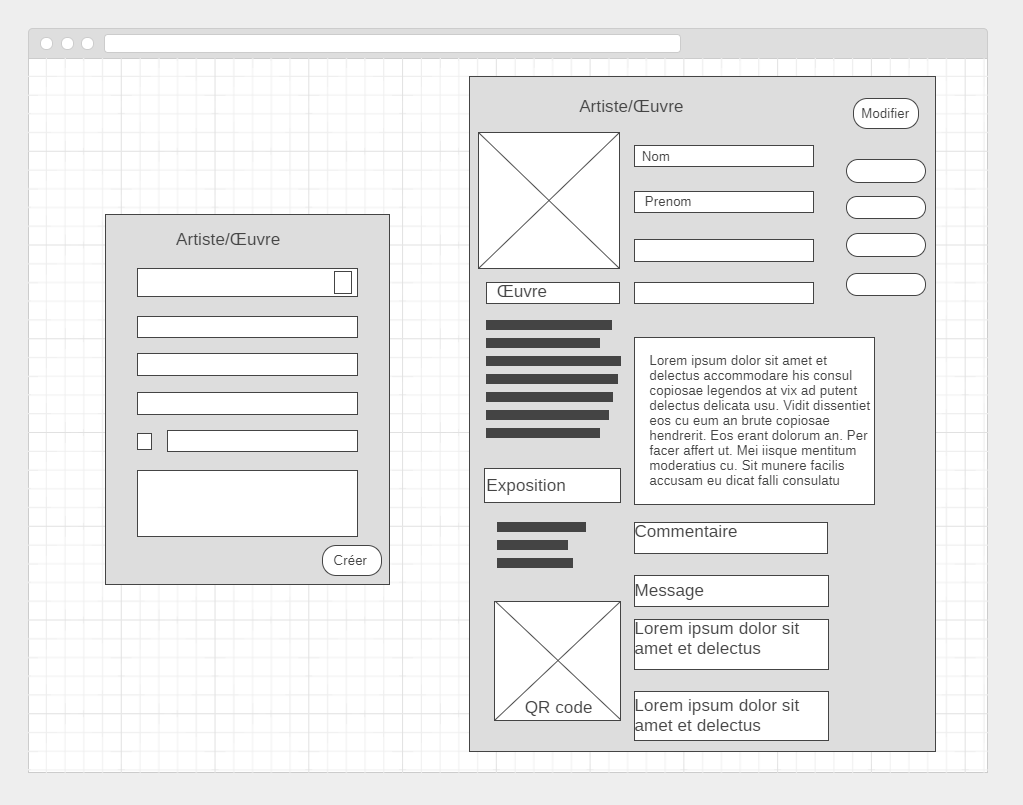 Artiste/Œuvre
Créer
Artiste/Œuvre
Modifier
Nom
Prenom
Œuvre
Exposition
QR code
Lorem ipsum dolor sit amet et
delectus accommodare his consul
copiosae legendos at vix ad putent
delectus delicata usu. Vidit dissentiet
eos cu eum an brute copiosae
hendrerit. Eos erant dolorum an. Per
facer affert ut. Mei iisque mentitum
moderatius cu. Sit munere facilis
accusam eu dicat falli consulatu
Commentaire
Message
Lorem ipsum dolor sit
amet et delectus
Lorem ipsum dolor sit
amet et delectus